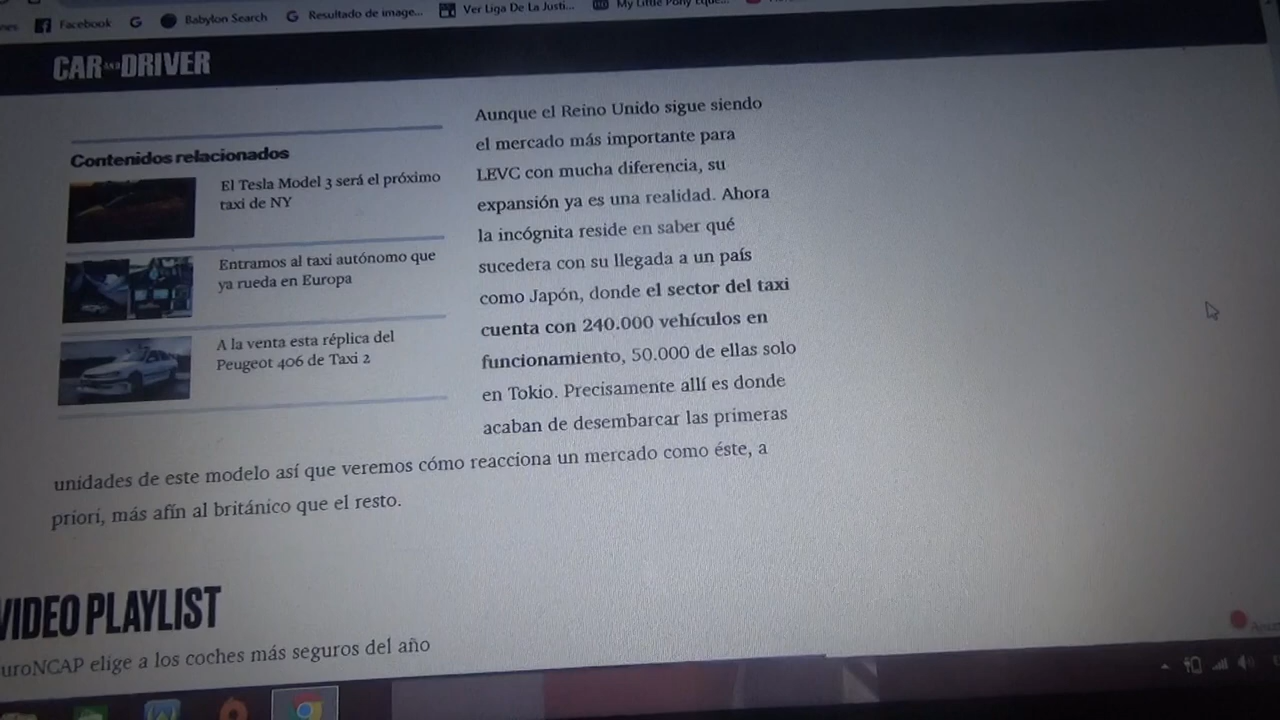 Facebook
G
Babylon Search
G Resultado de image...
Ver Liga De La Justi...
CAR AND DRIVER
Contenidos relacionados
El Tesla Model 3 será el próximo
taxi de NY
Entramos al taxi autónomo que
ya rueda en Europa
A la venta esta réplica del
Peugeot 406 de Taxi 2
Aunque el Reino Unido sigue siendo
el mercado más importante para
LEVC con mucha diferencia, su
expansión ya es una realidad. Ahora
la incógnita reside en saber qué
sucedera con su llegada a un país
como Japón, donde el sector del taxi
cuenta con 240.000 vehículos en
funcionamiento, 50.000 de ellas solo
en Tokio. Precisamente allí es donde
acaban de desembarcar las primeras
unidades de este modelo así que veremos cómo reacciona un mercado como éste, a
priori, más afín al británico que el resto.
VIDEO PLAYLIST
uroNCAP elige a los coches más seguros del año